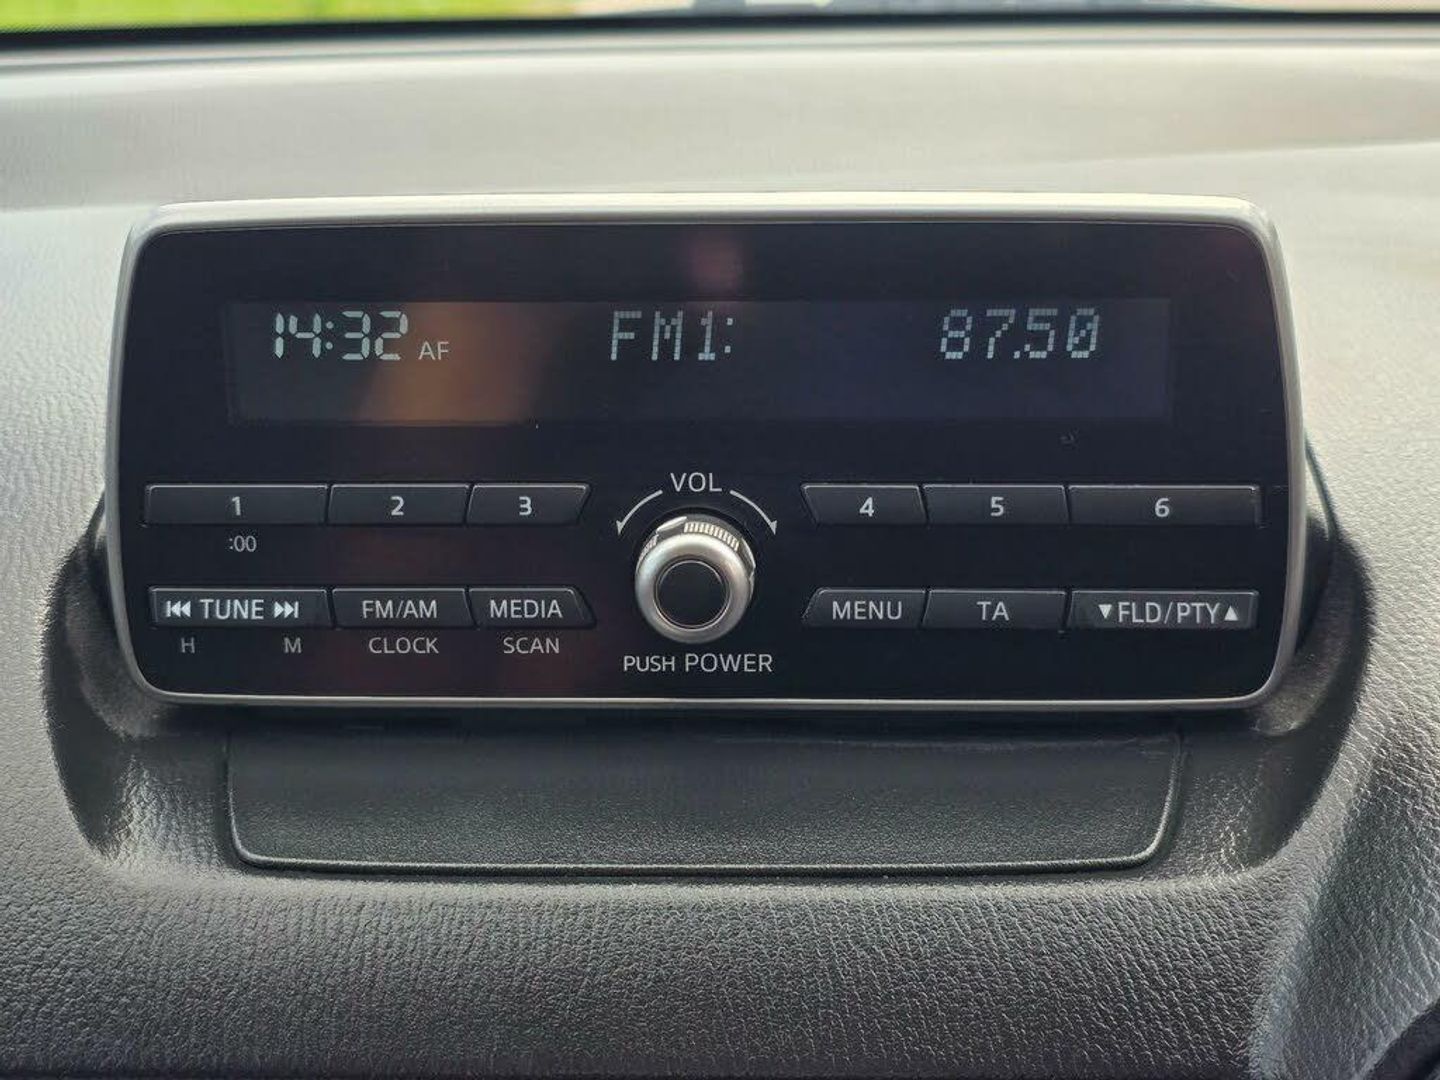 14:32 AF FM1: 87.50
VOL
1 2 3 4 5 6
:00
⏮ TUNE ⏭ FM/AM MEDIA MENU TA ▼FLD/PTY▲
H M CLOCK SCAN
PUSH POWER